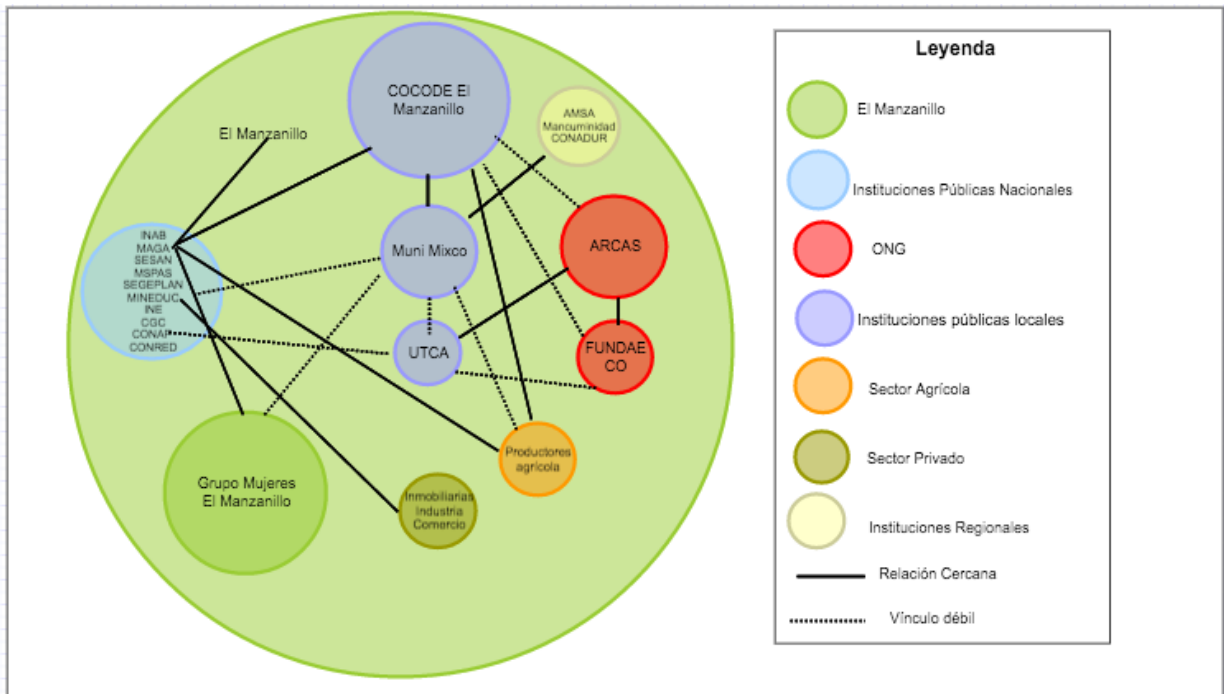 COCODE El
Manzanillo
AMSA
Mancuminidad
CONADUR
El Manzanillo
INAB
MAGA
SESAN
MSPAS
SEGEPLAN
MINEDUC
INE
CGC
CONAP
CONRED
Muni Mixco
ARCAS
UTCA
FUNDAE
CO
Grupo Mujeres
El Manzanillo
Productores
agrícola
Inmobiliarias
Industria
Comercio
Leyenda
El Manzanillo
Instituciones Públicas Nacionales
ONG
Instituciones públicas locales
Sector Agrícola
Sector Privado
Instituciones Regionales
Relación Cercana
Vínculo débil